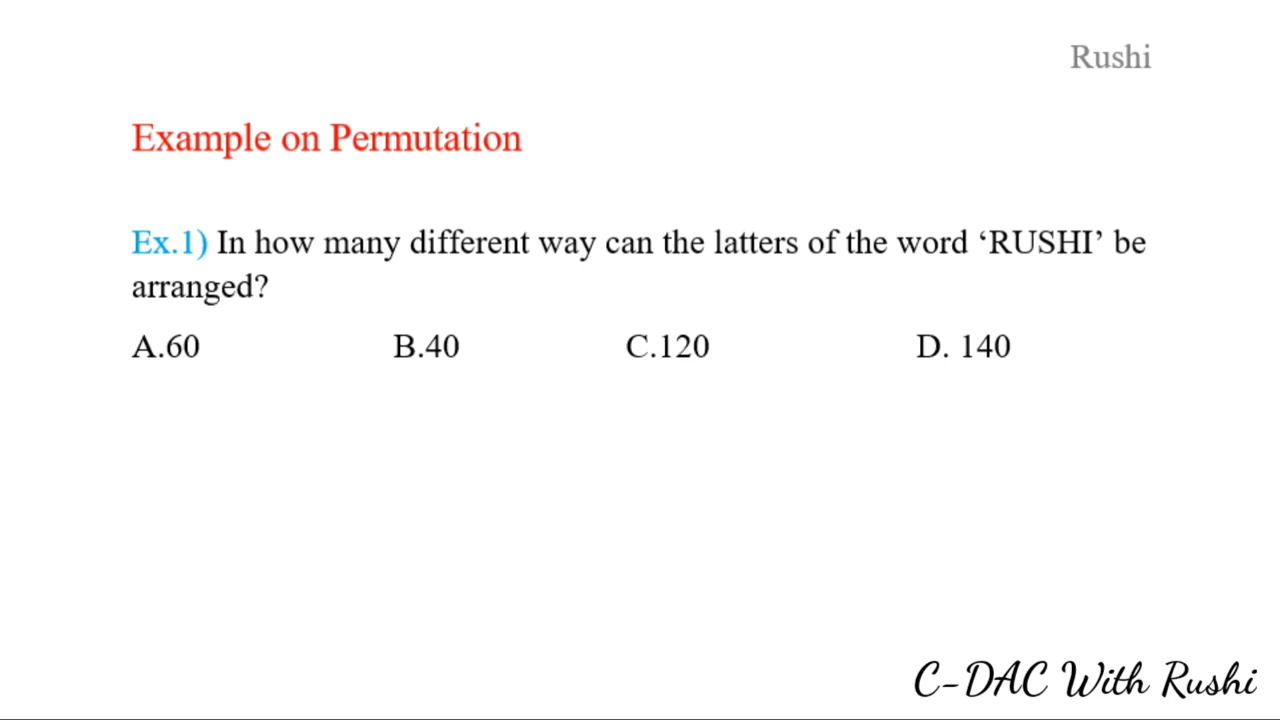 Rushi
Example on Permutation
Ex.1) In how many different way can the latters of the word ‘RUSHI’ be
arranged?
A.60 B.40 C.120 D. 140
C-DAC With Rushi